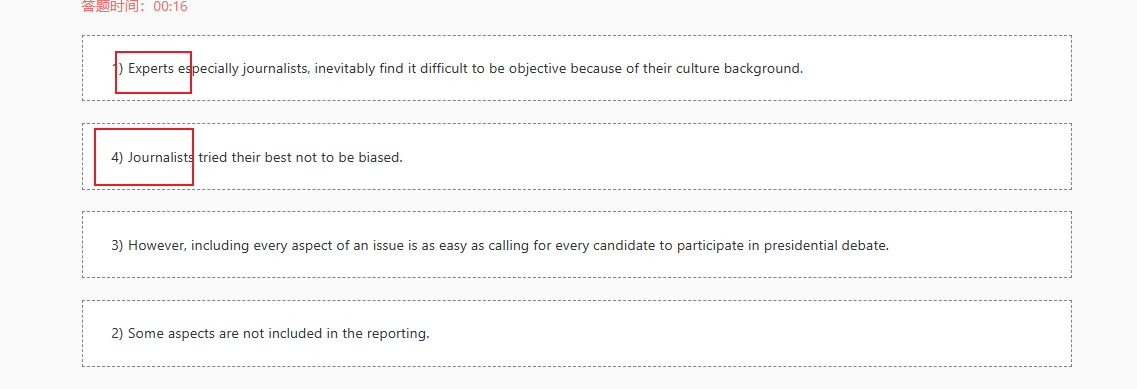 答题时间：00:16
1) Experts especially journalists, inevitably find it difficult to be objective because of their culture background.
4) Journalists tried their best not to be biased.
3) However, including every aspect of an issue is as easy as calling for every candidate to participate in presidential debate.
2) Some aspects are not included in the reporting.